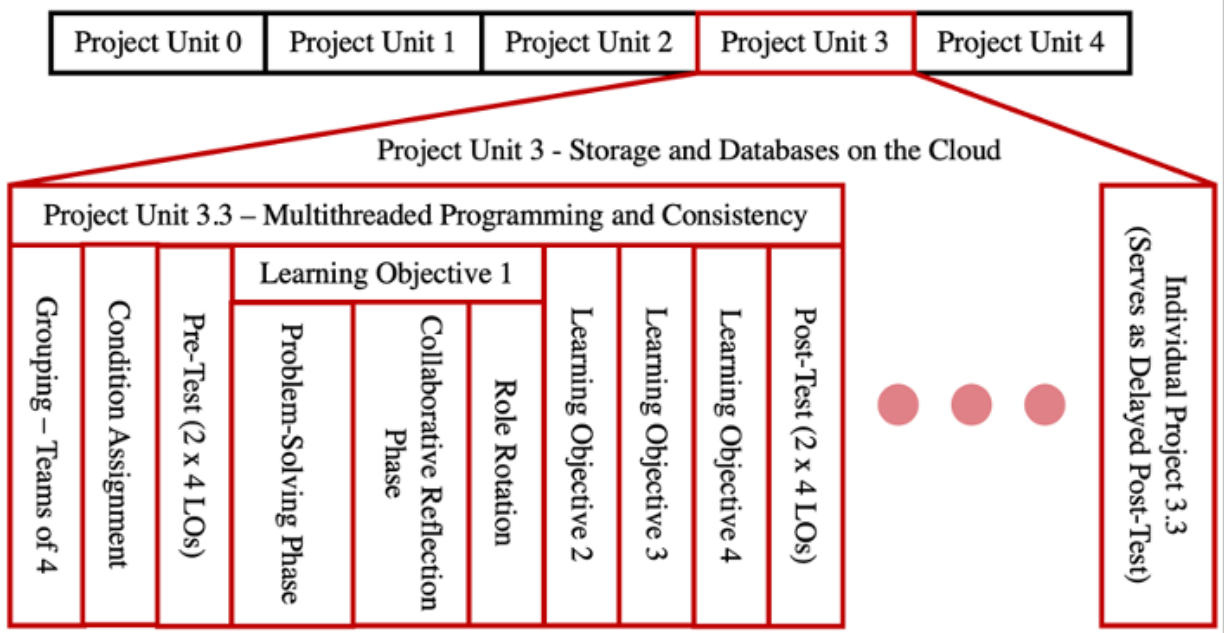 Project Unit 0
Project Unit 1
Project Unit 2
Project Unit 3
Project Unit 4
Project Unit 3 - Storage and Databases on the Cloud
Project Unit 3.3 – Multithreaded Programming and Consistency
Grouping – Teams of 4
Condition Assignment
Pre-Test (2 x 4 LOs)
Learning Objective 1
Problem-Solving Phase
Collaborative Reflection
Phase
Role Rotation
Learning Objective 2
Learning Objective 3
Learning Objective 4
Post-Test (2 x 4 LOs)
Individual Project 3.3
(Serves as Delayed Post-Test)